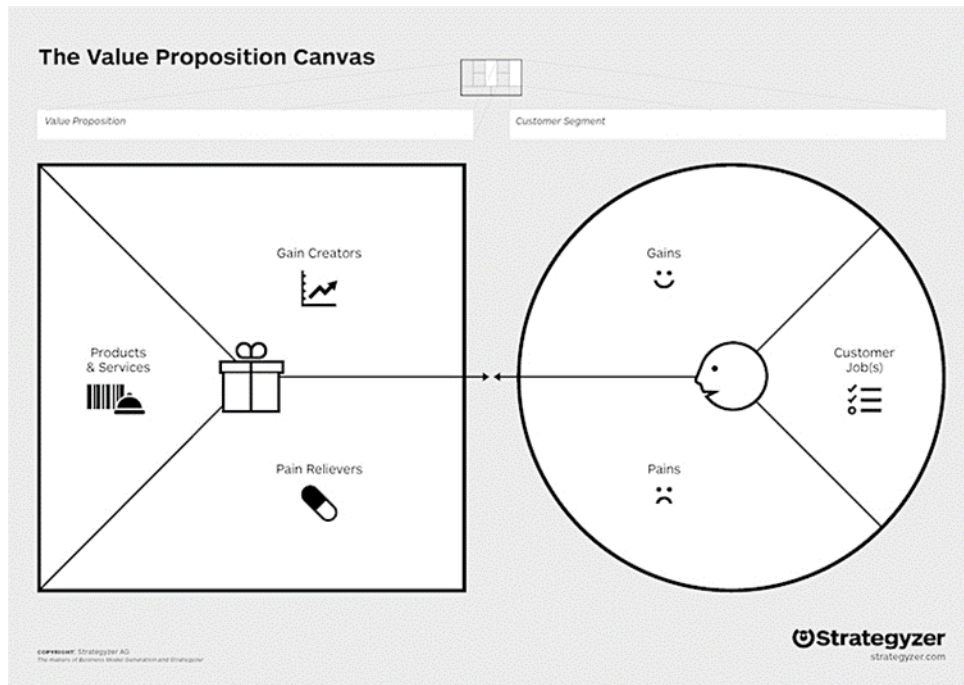 The Value Proposition Canvas
Value Proposition
Customer Segment
Gain Creators
Gains
Products
& Services
Customer
Job(s)
Pain Relievers
Pains
COPYRIGHT: Strategyzer AG
The makers of Business Model Generation and Strategyzer
Strategyzer
strategyzer.com